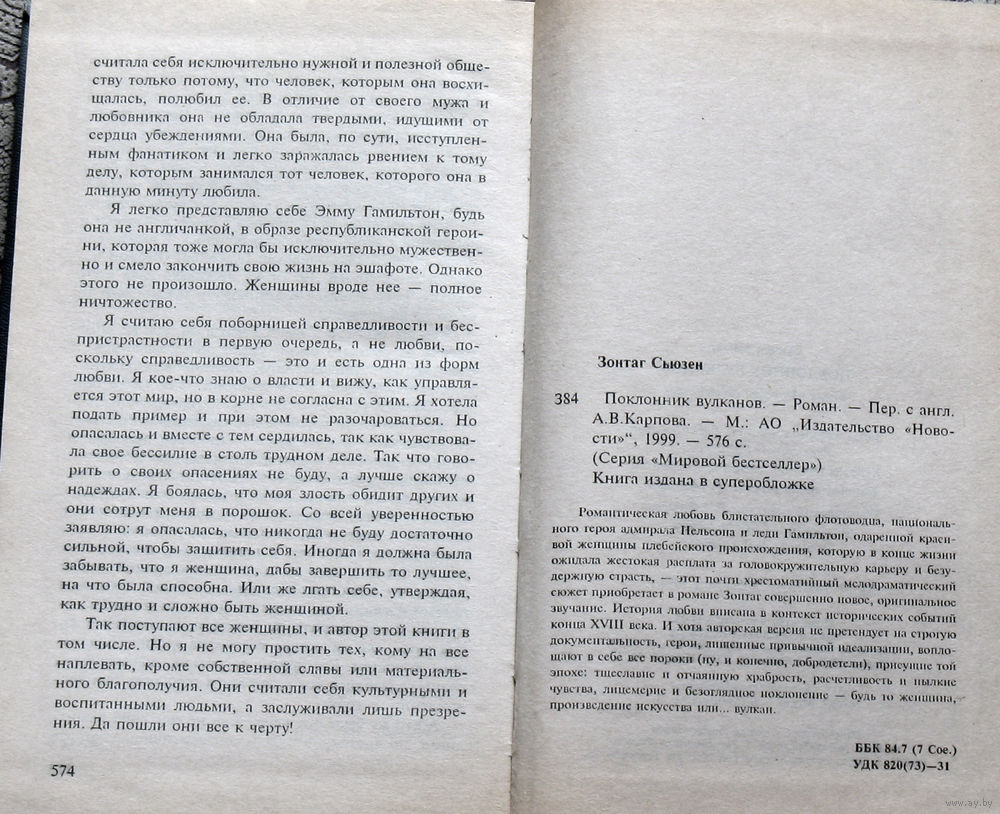 считала себя исключительно нужной и полезной обще-
ству только потому, что человек, которым она восхи-
щалась, полюбил ее. В отличие от своего мужа и
любовника она не обладала твердыми, идущими от
сердца убеждениями. Она была, по сути, исступлен-
ным фанатиком и легко заражалась рвением к тому
делу, которым занимался тот человек, которого она в
данную минуту любила.
Я легко представляю себе Эмму Гамильтон, будь
она не англичанкой, в образе республиканской герои-
ни, которая тоже могла бы исключительно мужествен-
но и смело закончить свою жизнь на эшафоте. Однако
этого не произошло. Женщины вроде нее — полное
ничтожество.
Я считаю себя поборницей справедливости и бес-
пристрастности в первую очередь, а не любви, по-
скольку справедливость — это и есть одна из форм
любви. Я кое-что знаю о власти и вижу, как управля-
ется этот мир, но в корне не согласна с этим. Я хотела
подать пример и при этом не разочароваться. Но
опасалась и вместе с тем сердилась, так как чувствова-
ла свое бессилие в столь трудном деле. Так что гово-
рить о своих опасениях не буду, а лучше скажу о
надеждах. Я боялась, что моя злость обидит других и
они сотрут меня в порошок. Со всей уверенностью
заявляю: я опасалась, что никогда не буду достаточно
сильной, чтобы защитить себя. Иногда я должна была
забывать, что я женщина, дабы завершить то лучшее,
на что была способна. Или же лгать себе, утверждая,
как трудно и сложно быть женщиной.
Так поступают все женщины, и автор этой книги в
том числе. Но я не могу простить тех, кому на все
наплевать, кроме собственной славы или материаль-
ного благополучия. Они считали себя культурными и
воспитанными людьми, а заслуживали лишь презре-
ния. Да пошли они все к черту!
574
Зонтаг Сьюзен
384 Поклонник вулканов. — Роман. — Пер. с англ.
А.В.Карпова. — М.: АО „Издательство «Ново-
сти»“, 1999. — 576 с.
(Серия «Мировой бестселлер»)
Книга издана в суперобложке
Романтическая любовь блистательного флотоводца, националь-
ного героя адмирала Нельсона и леди Гамильтон, одаренной краси-
вой женщины плебейского происхождения, которую в конце жизни
ожидала жестокая расплата за головокружительную карьеру и безу-
держную страсть, — этот почти хрестоматийный мелодраматический
сюжет приобретает в романе Зонтаг совершенно новое, оригинальное
звучание. История любви вписана в контекст исторических событий
конца XVIII века. И хотя авторская версия не претендует на строгую
документальность, герои, лишенные привычной идеализации, вопло-
щают в себе все пороки (ну, и конечно, добродетели), присущие той
эпохе: тщеславие и отчаянную храбрость, расчетливость и пылкие
чувства, лицемерие и безоглядное поклонение — будь то женщина,
произведение искусства или... вулкан.
ББК 84.7 (7 Сое.)
УДК 820(73)—31
www.ay.by